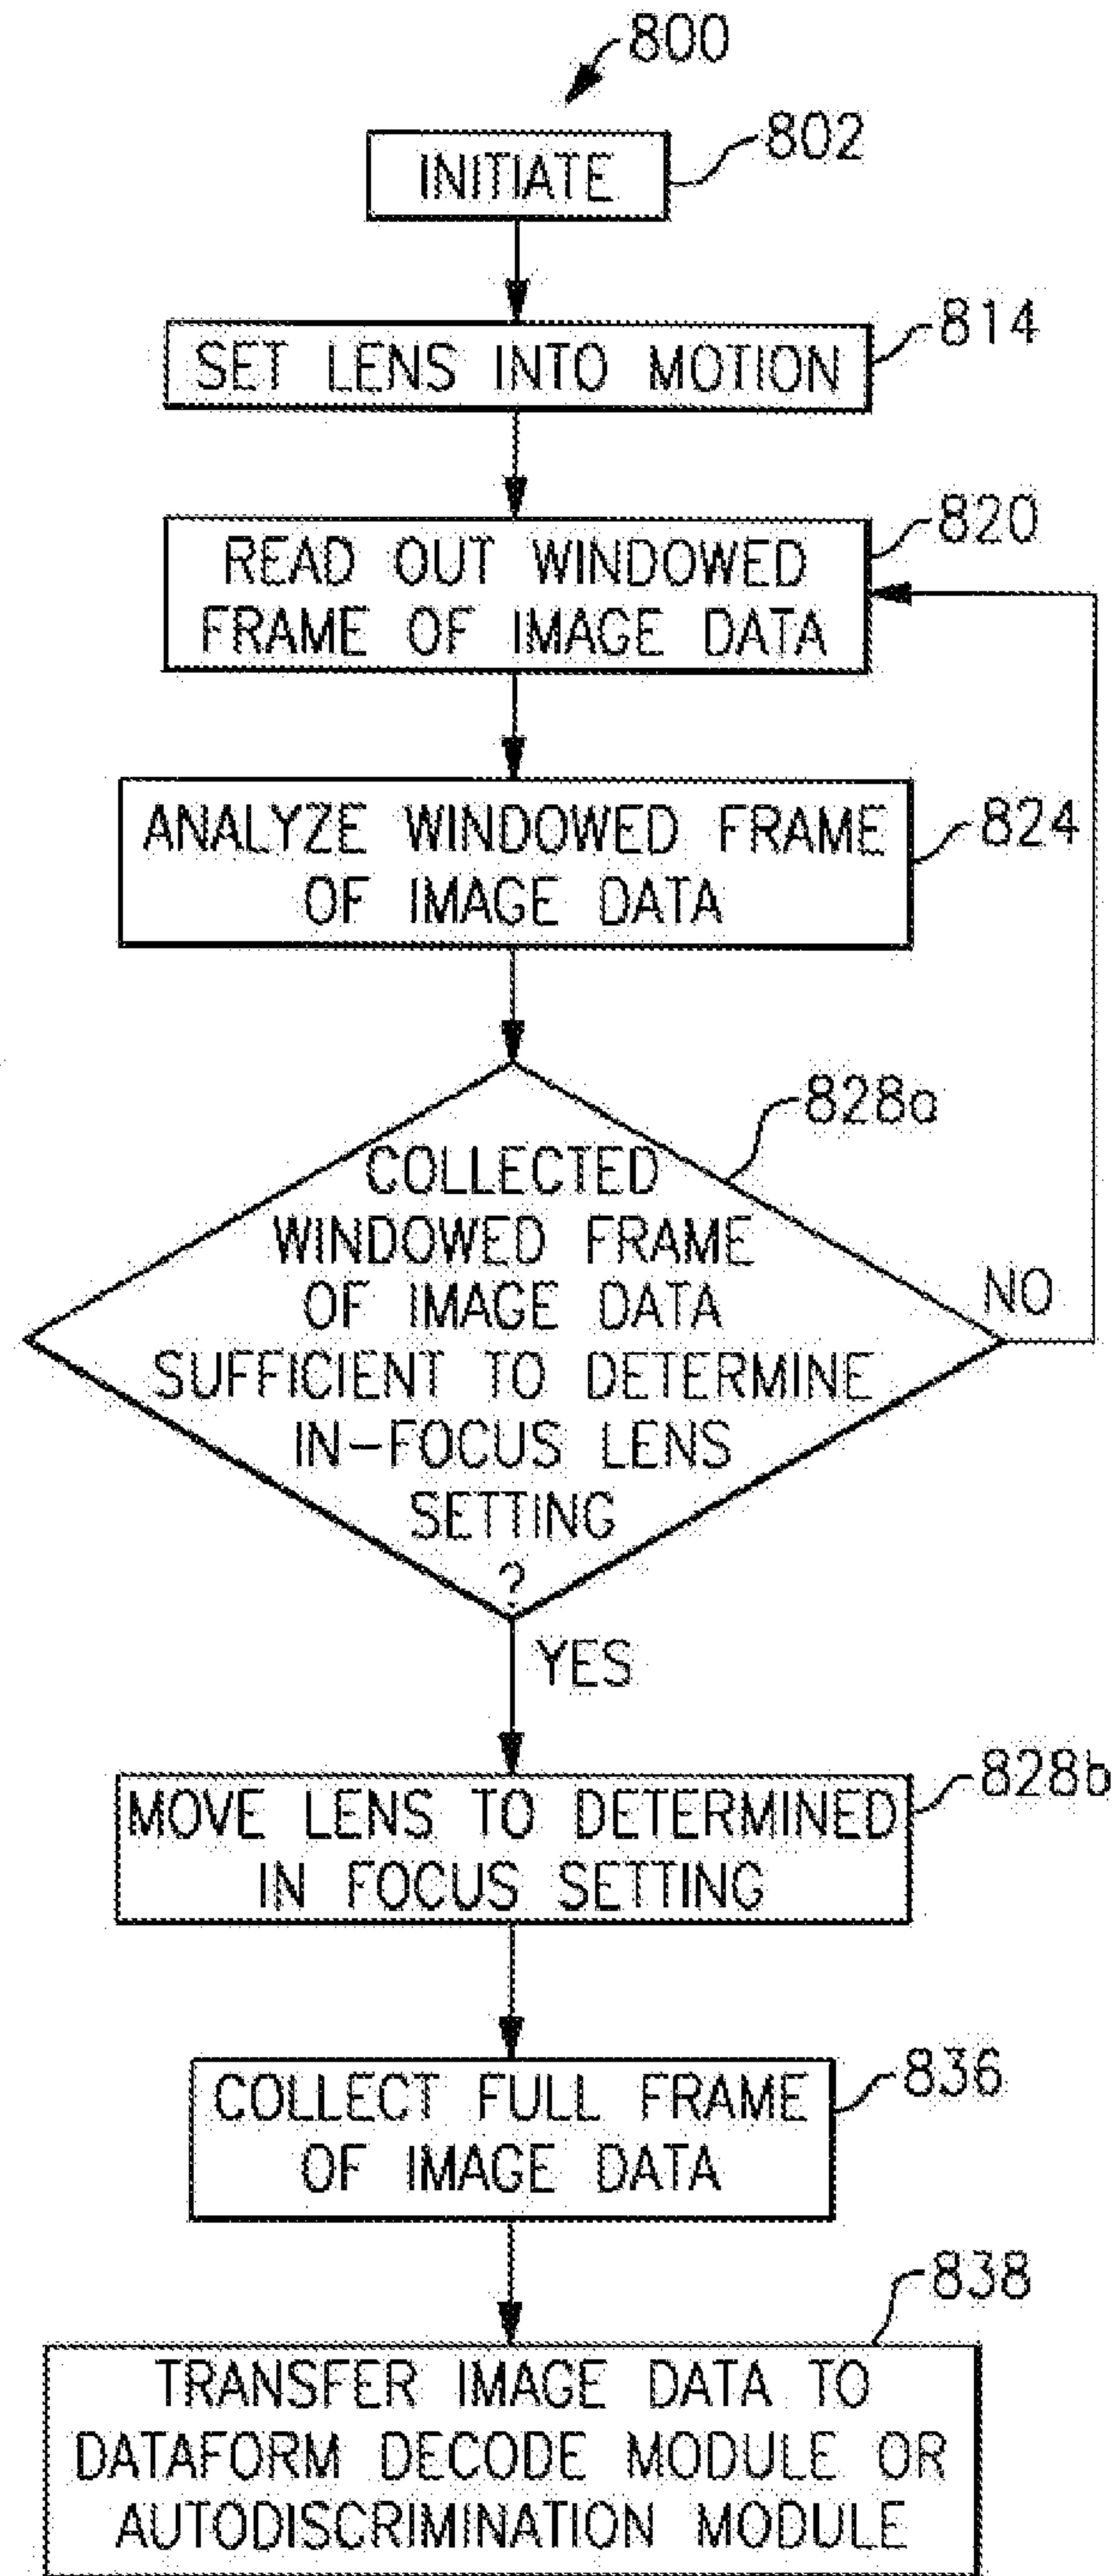 800
INITIATE
802
SET LENS INTO MOTION
814
READ OUT WINDOWED
FRAME OF IMAGE DATA
820
ANALYZE WINDOWED FRAME
OF IMAGE DATA
824
COLLECTED
WINDOWED FRAME
OF IMAGE DATA
SUFFICIENT TO DETERMINE
IN-FOCUS LENS
SETTING
?
828a
NO
YES
MOVE LENS TO DETERMINED
IN FOCUS SETTING
828b
COLLECT FULL FRAME
OF IMAGE DATA
836
TRANSFER IMAGE DATA TO
DATAFORM DECODE MODULE OR
AUTODISCRIMINATION MODULE
838